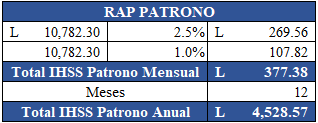 RAP PATRONO
L 10,782.30 2.5% L 269.56
10,782.30 1.0% 107.82
Total IHSS Patrono Mensual L 377.38
Meses 12
Total IHSS Patrono Anual L 4,528.57